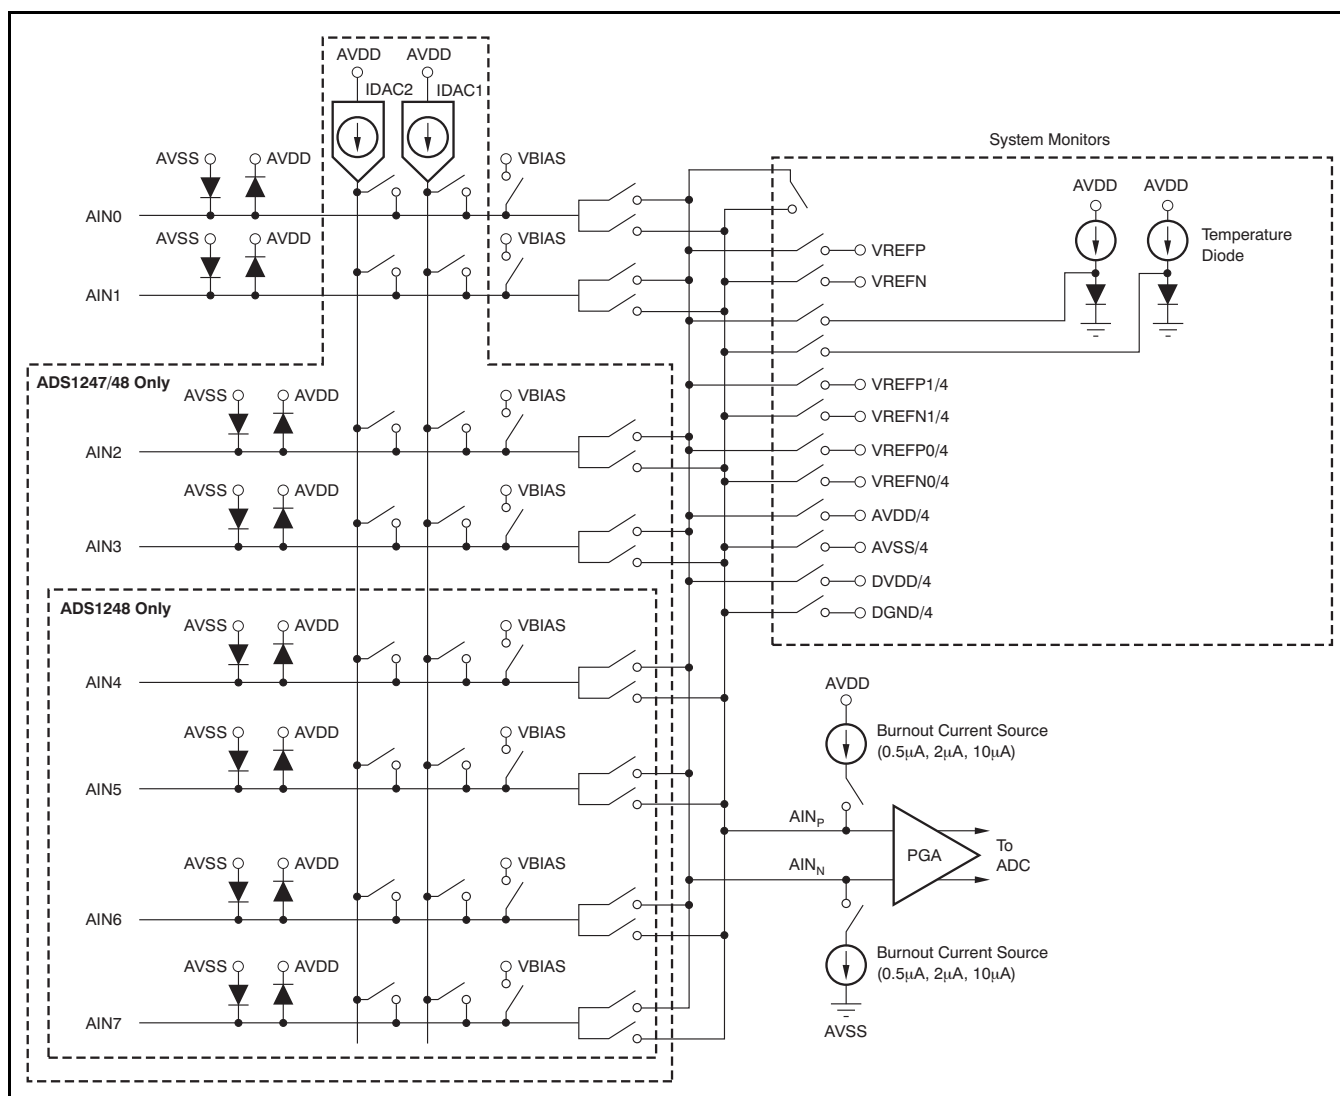 AVDD AVDD
IDAC2 IDAC1
AVSS AVDD VBIAS
AIN0
AVSS AVDD VBIAS
AIN1
System Monitors
AVDD AVDD
Temperature
Diode
VREFP
VREFN
VREFP1/4
VREFN1/4
VREFP0/4
VREFN0/4
AVDD/4
AVSS/4
DVDD/4
DGND/4
ADS1247/48 Only
AVSS AVDD VBIAS
AIN2
AVSS AVDD VBIAS
AIN3
ADS1248 Only
AVSS AVDD VBIAS
AIN4
AVSS AVDD VBIAS
AIN5
AVSS AVDD VBIAS
AIN6
AVSS AVDD VBIAS
AIN7
AVDD
Burnout Current Source
(0.5μA, 2μA, 10μA)
AINP
PGA
To
ADC
AINN
Burnout Current Source
(0.5μA, 2μA, 10μA)
AVSS